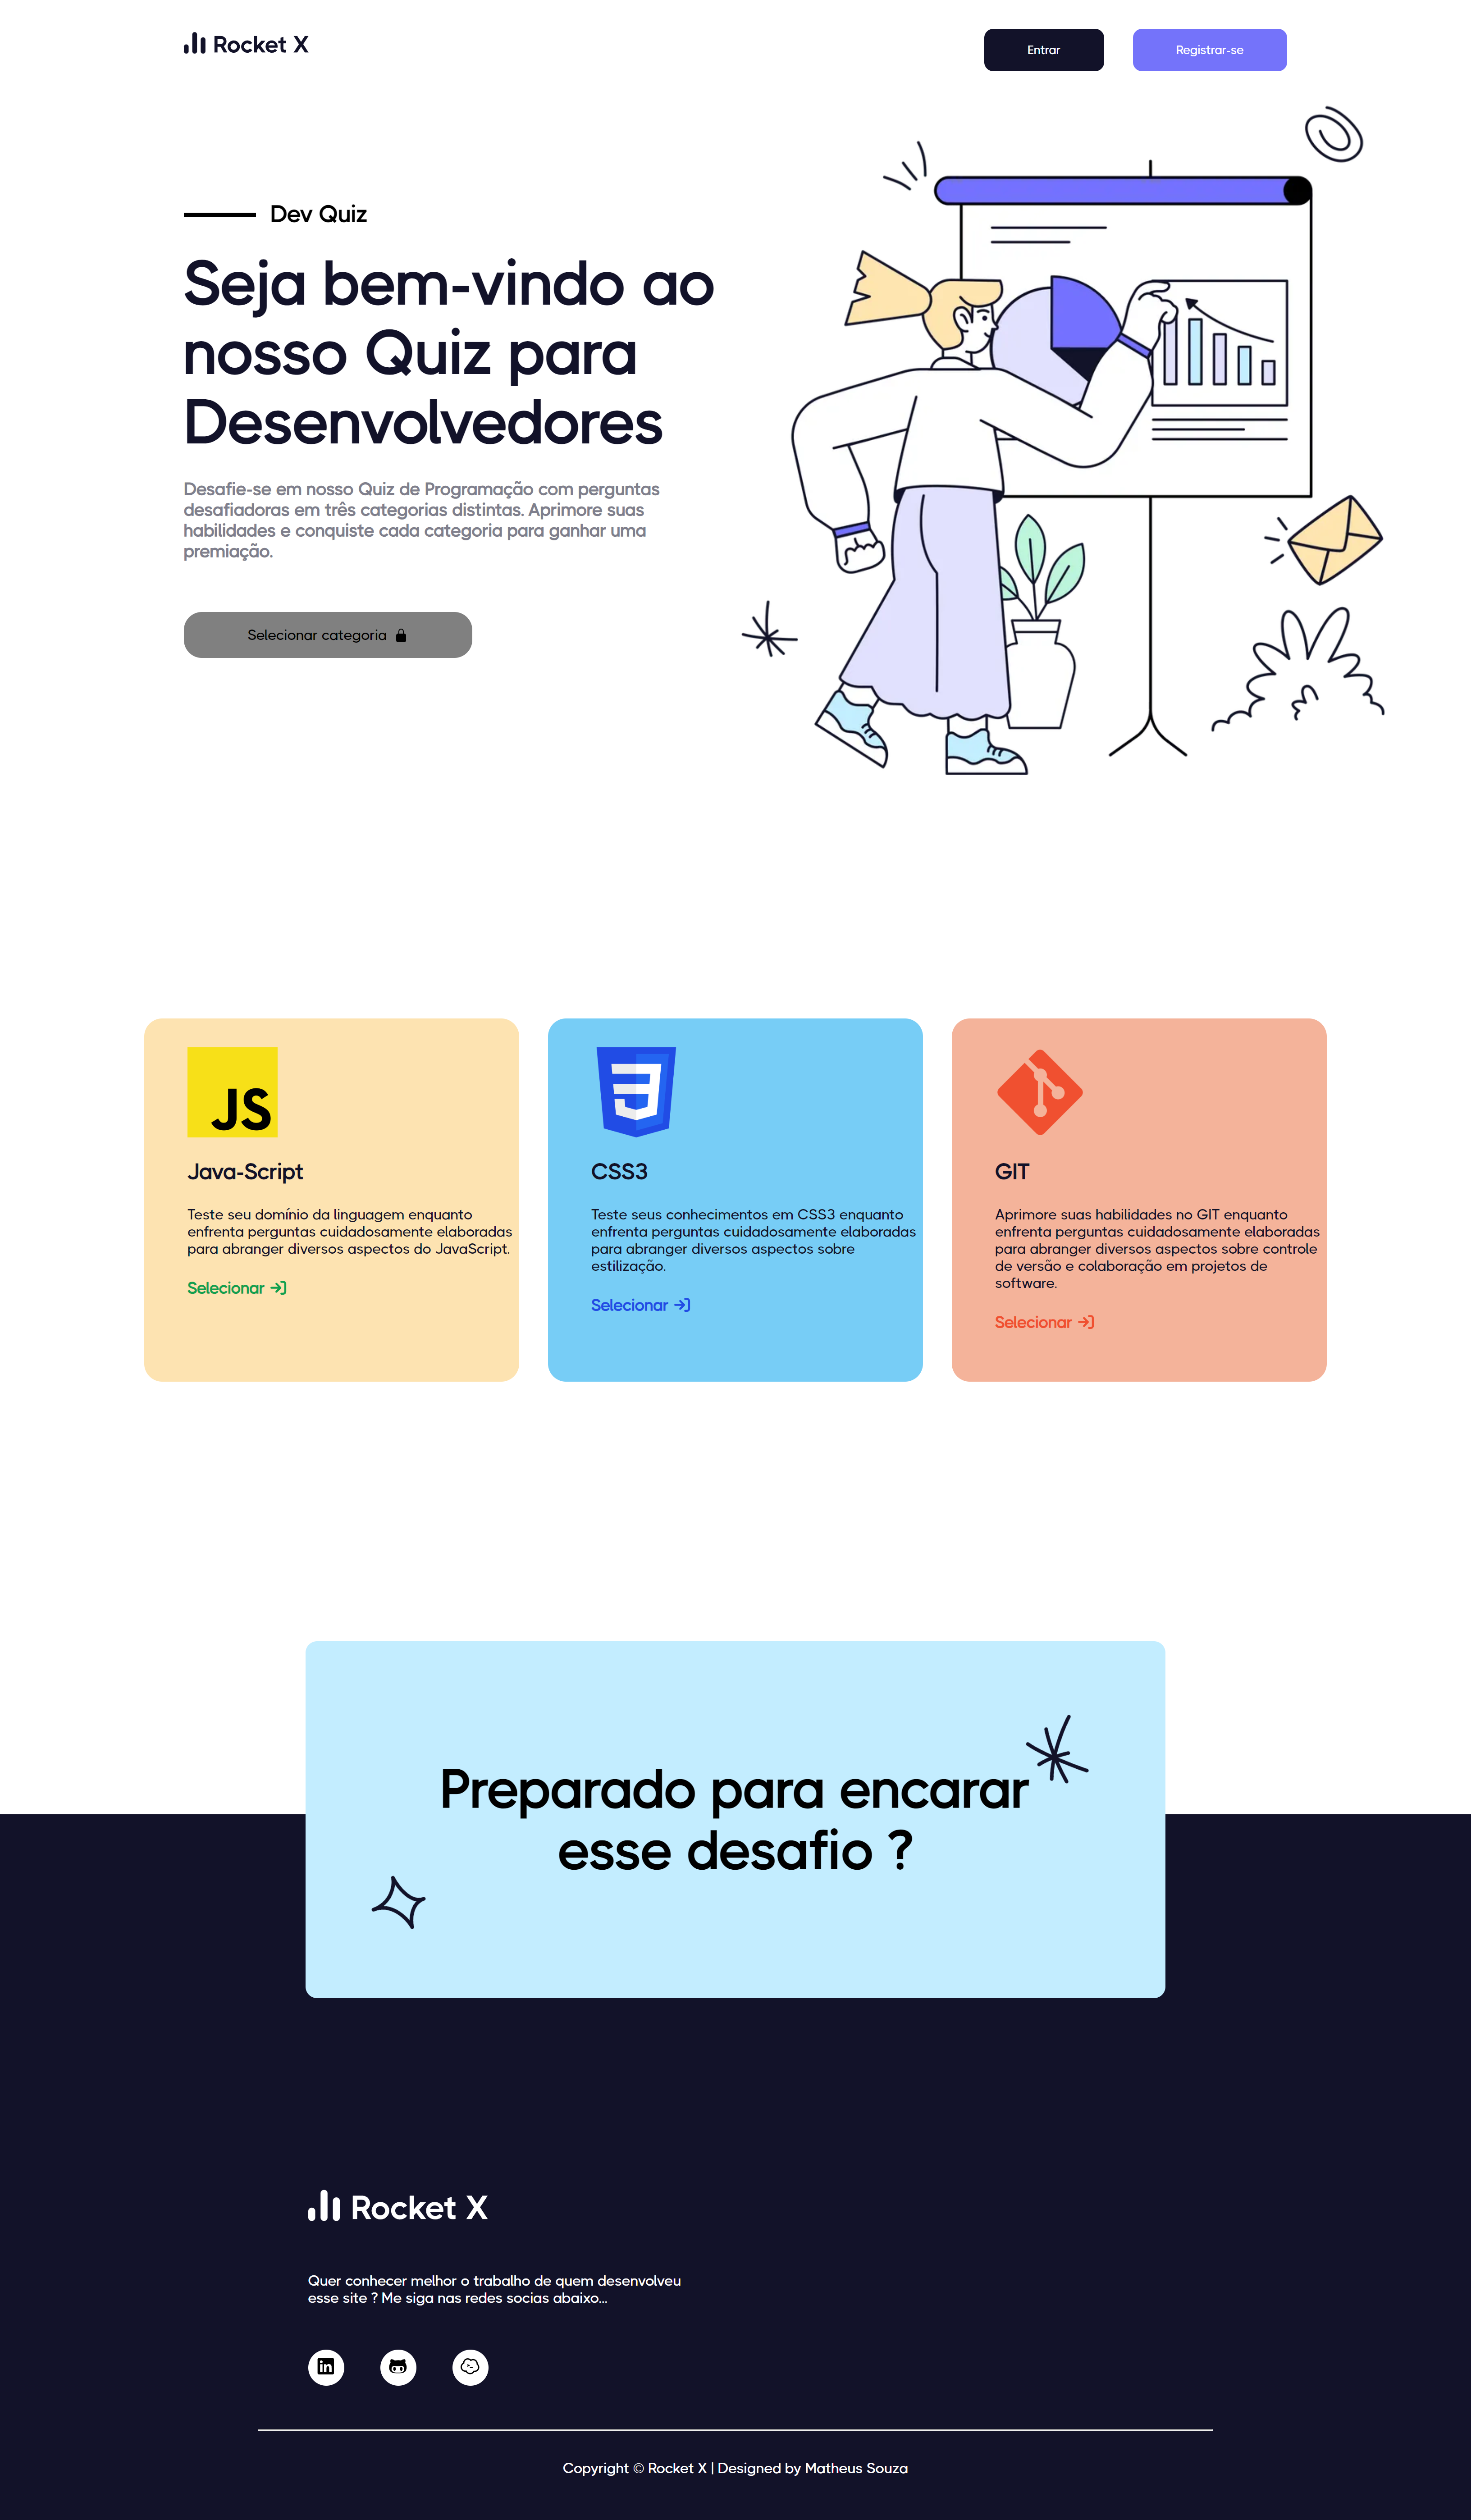 Rocket X
Entrar
Registrar-se
Dev Quiz
Seja bem-vindo ao
nosso Quiz para
Desenvolvedores
Desafie-se em nosso Quiz de Programação com perguntas
desafiadoras em três categorias distintas. Aprimore suas
habilidades e conquiste cada categoria para ganhar uma
premiação.
Selecionar categoria
JS
Java-Script
Teste seu domínio da linguagem enquanto
enfrenta perguntas cuidadosamente elaboradas
para abranger diversos aspectos do JavaScript.
Selecionar
CSS3
Teste seus conhecimentos em CSS3 enquanto
enfrenta perguntas cuidadosamente elaboradas
para abranger diversos aspectos sobre
estilização.
Selecionar
GIT
Aprimore suas habilidades no GIT enquanto
enfrenta perguntas cuidadosamente elaboradas
para abranger diversos aspectos sobre controle
de versão e colaboração em projetos de
software.
Selecionar
Preparado para encarar
esse desafio ?
Rocket X
Quer conhecer melhor o trabalho de quem desenvolveu
esse site ? Me siga nas redes socias abaixo...
in
Copyright © Rocket X | Designed by Matheus Souza